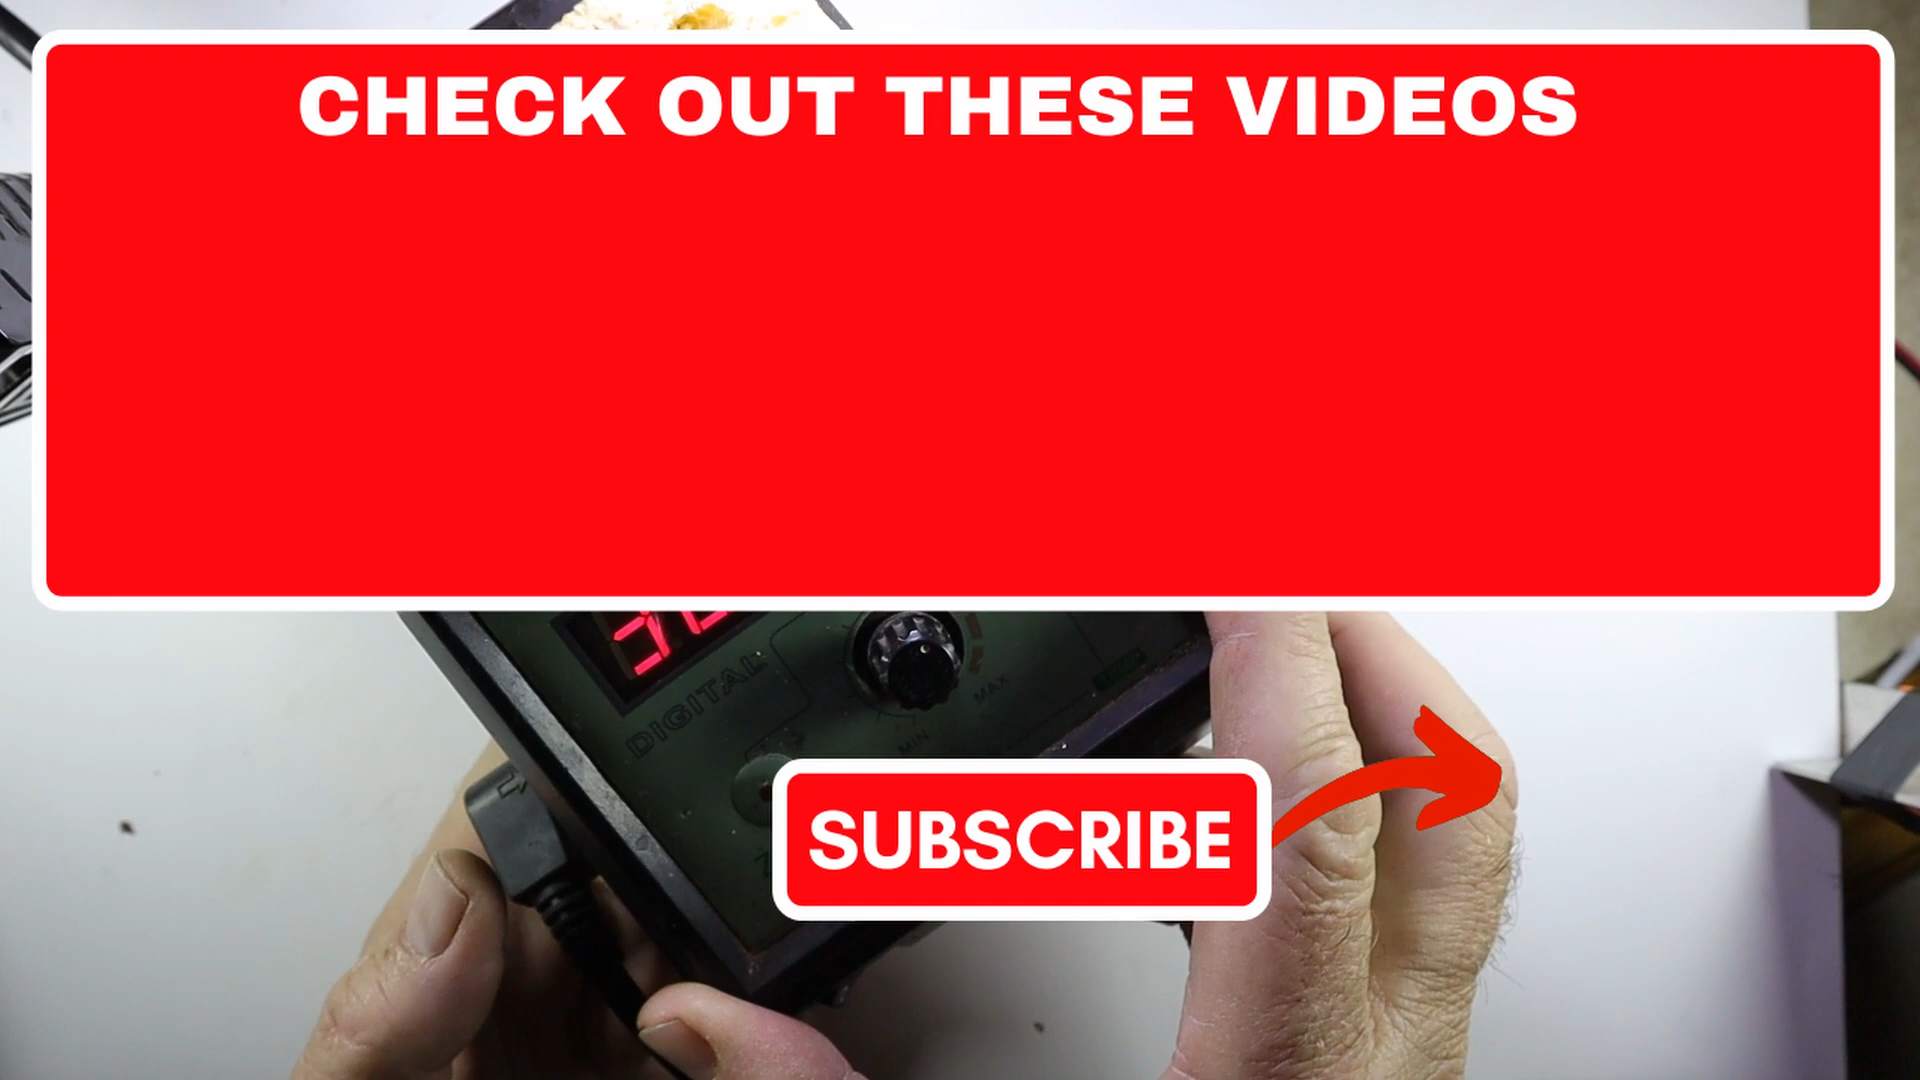 CHECK OUT THESE VIDEOS
DIGITAL
MAX
MIN
SUBSCRIBE